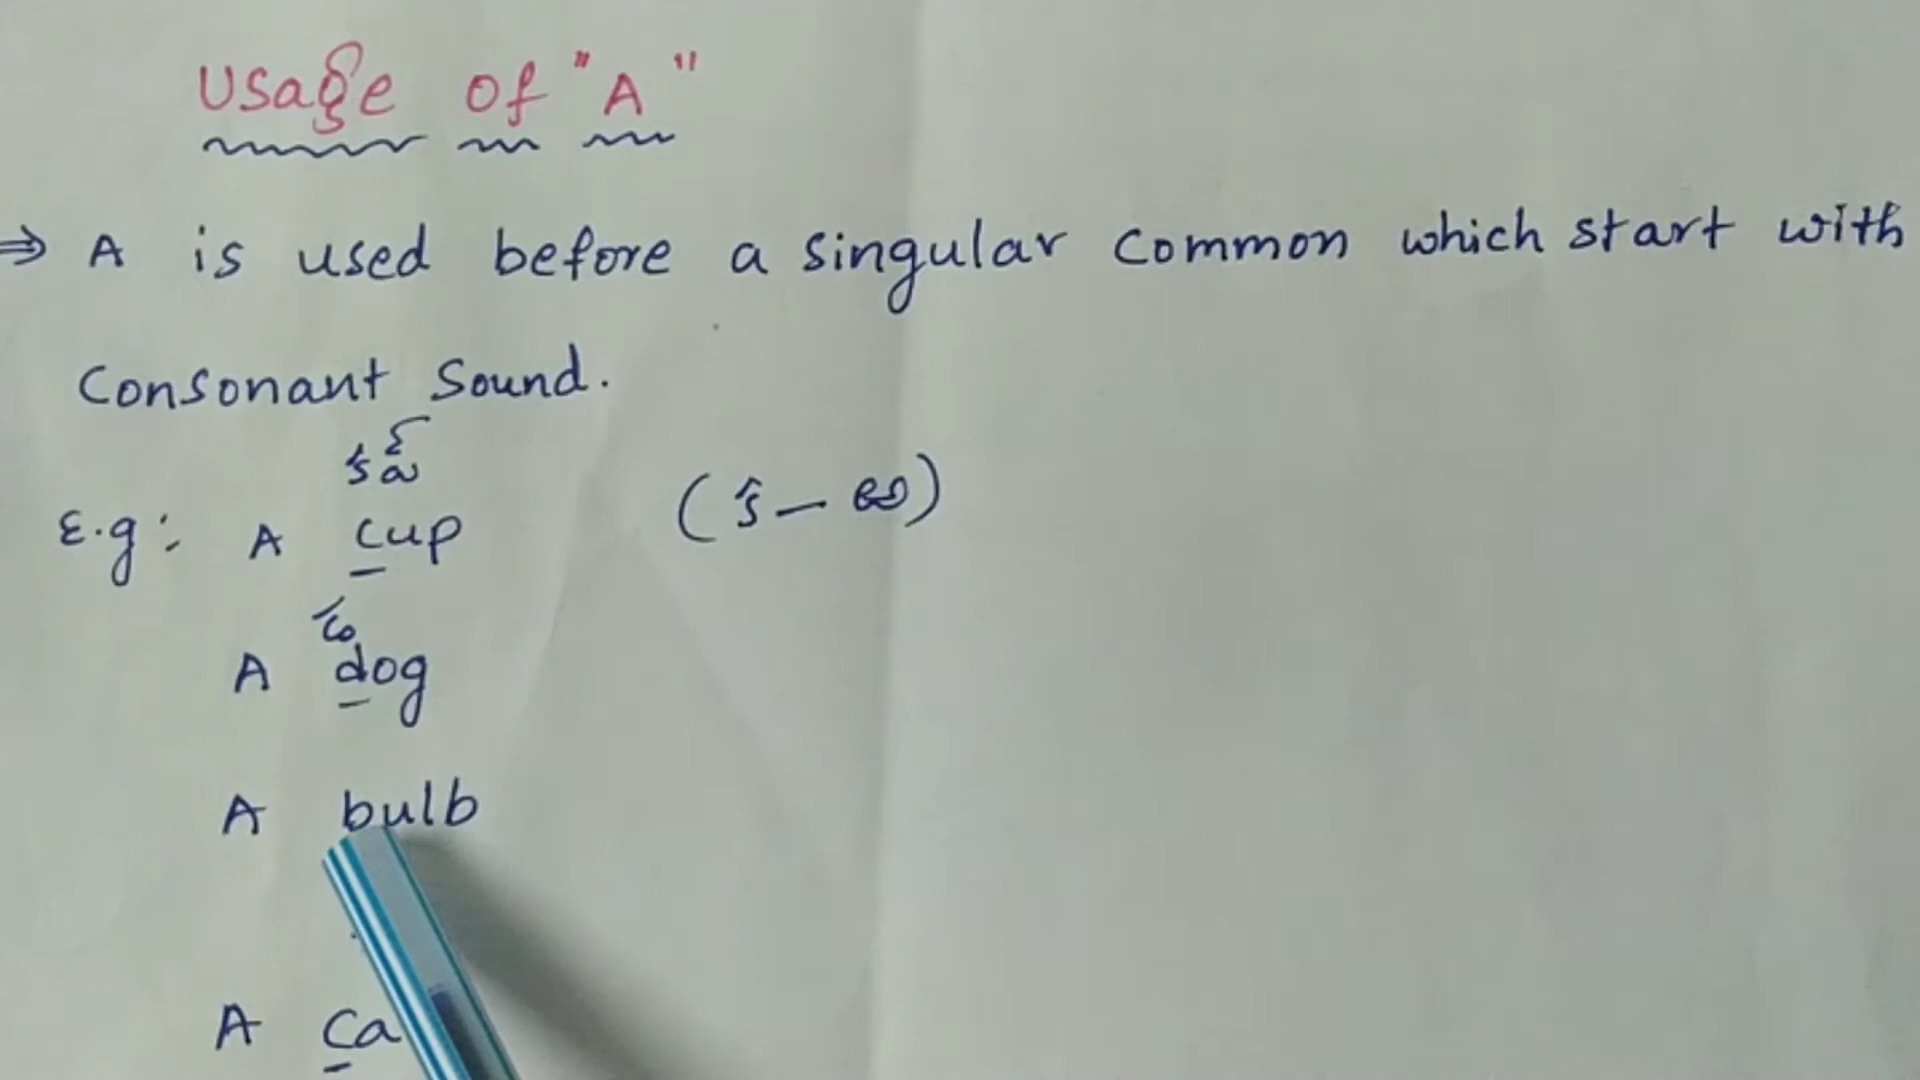 Usage of "A"
⇒ A is used before a singular common which start with
Consonant Sound.
E.g:- A cup (క - ఱ)
డ
A dog
A bulb
A Ca